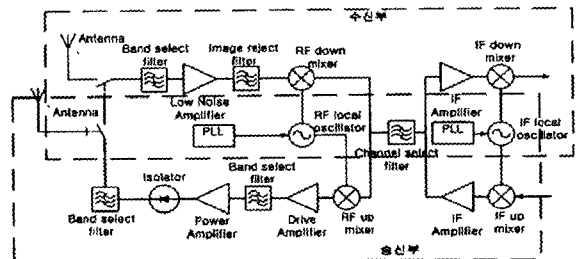 수신부
Antenna
Band select
filter
Image reject
filter
RF down
mixer
IF down
mixer
Antenna
Low Noise
Amplifier
PLL
RF local
oscillator
Channel select
filter
IF
Amplifier
PLL
IF local
oscillator
Isolator
Band select
filter
Band select
filter
Power
Amplifier
Drive
Amplifier
RF up
mixer
IF
Amplifier
IF up
mixer
송신부